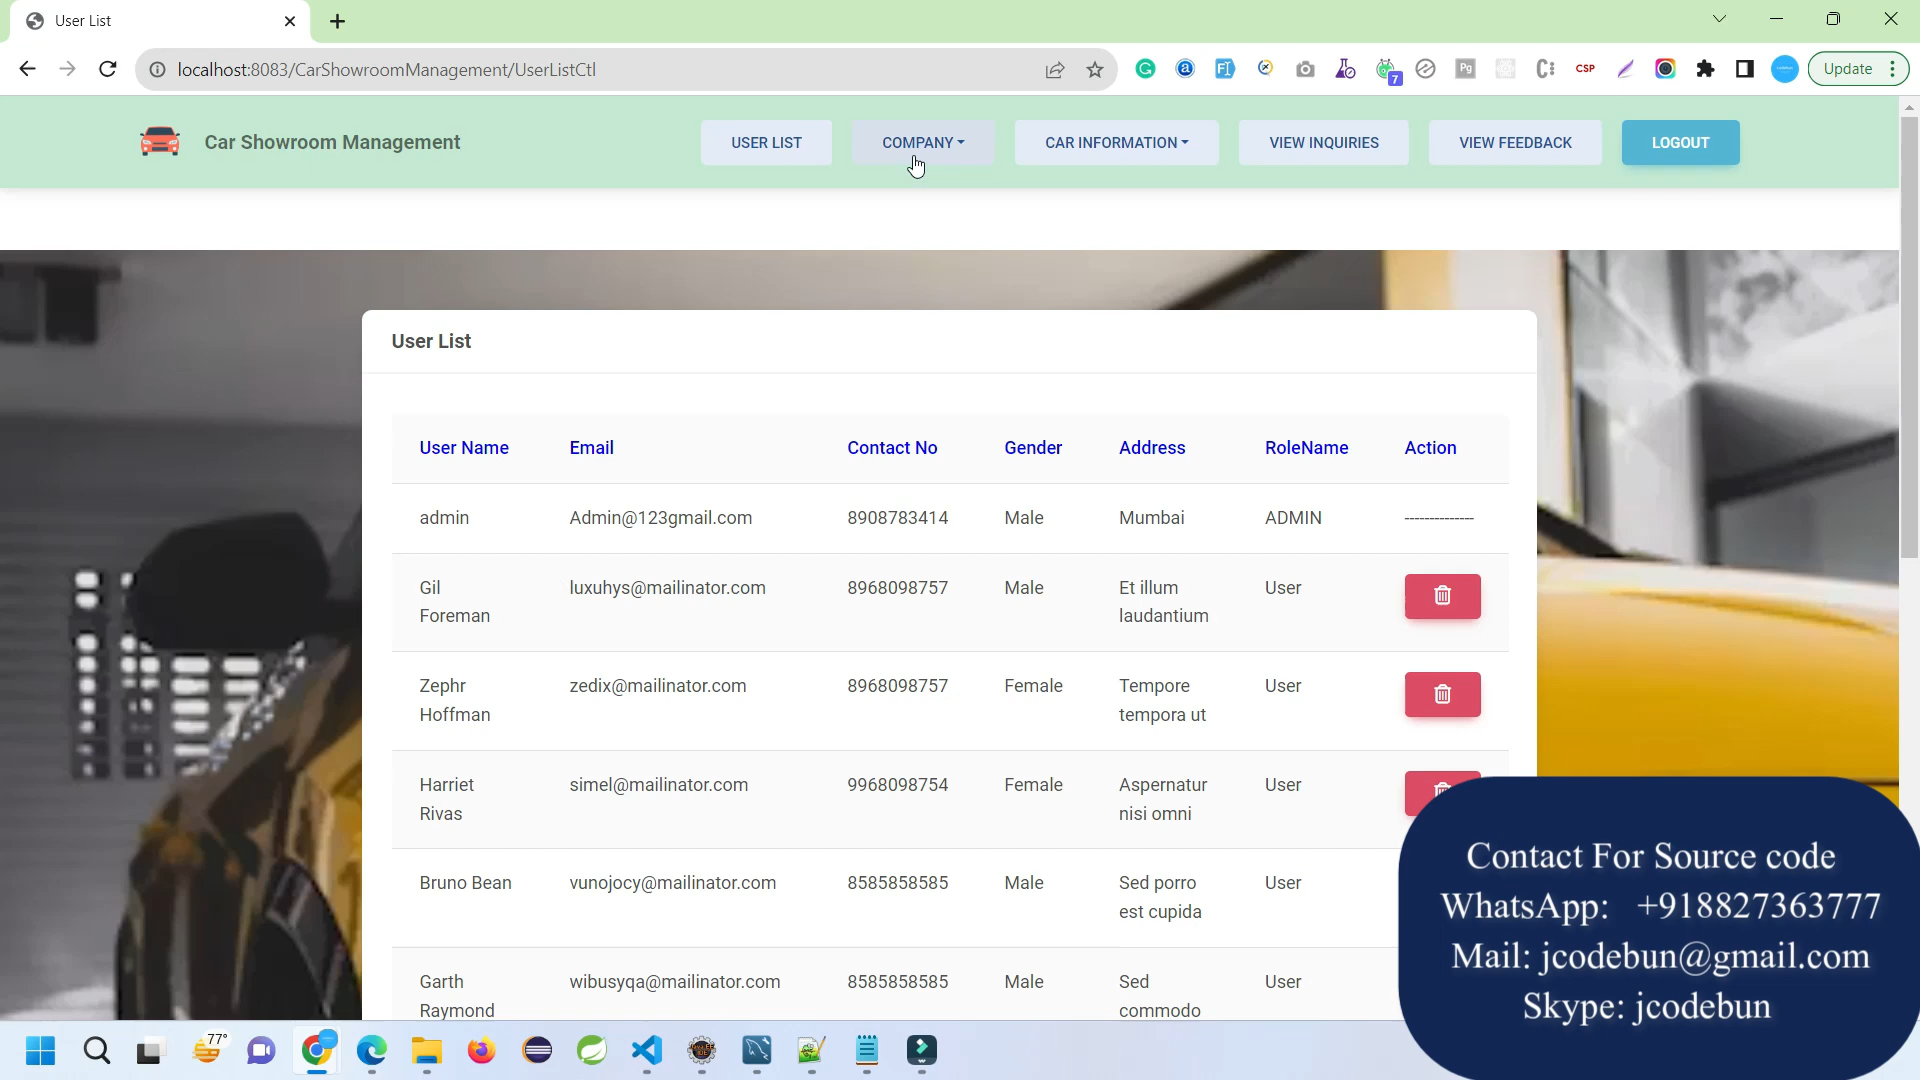 User List
localhost:8083/CarShowroomManagement/UserListCtl
7
CSP
Update
Car Showroom Management
USER LIST
COMPANY
CAR INFORMATION
VIEW INQUIRIES
VIEW FEEDBACK
LOGOUT
User List
User Name Email Contact No Gender Address RoleName Action
admin Admin@123gmail.com 8908783414 Male Mumbai ADMIN --------------
Gil Foreman luxuhys@mailinator.com 8968098757 Male Et illum laudantium User
Zephr Hoffman zedix@mailinator.com 8968098757 Female Tempore tempora ut User
Harriet Rivas simel@mailinator.com 9968098754 Female Aspernatur nisi omni User
Bruno Bean vunojocy@mailinator.com 8585858585 Male Sed porro est cupida User
Garth Raymond wibusyqa@mailinator.com 8585858585 Male Sed commodo User
Contact For Source code
WhatsApp: +918827363777
Mail: jcodebun@gmail.com
Skype: jcodebun
77°